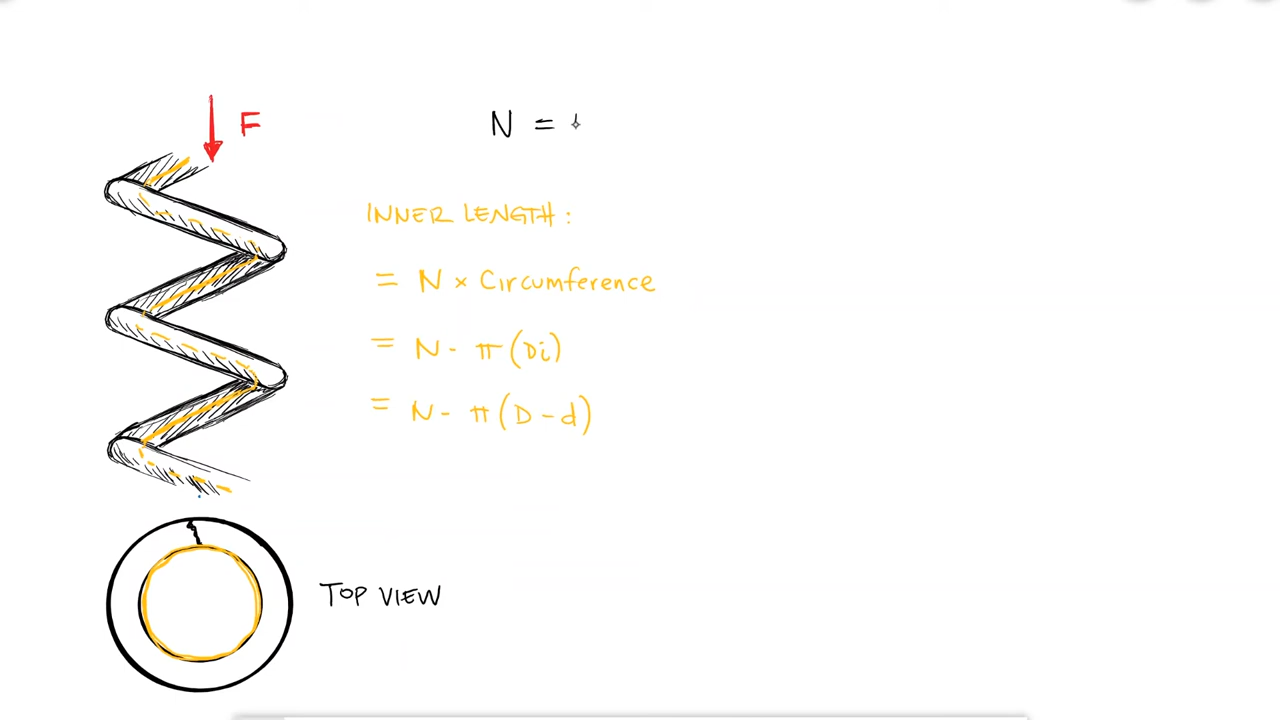 F
N =
INNER LENGTH:
= N × Circumference
= N - π (Di)
= N - π (D - d)
TOP VIEW